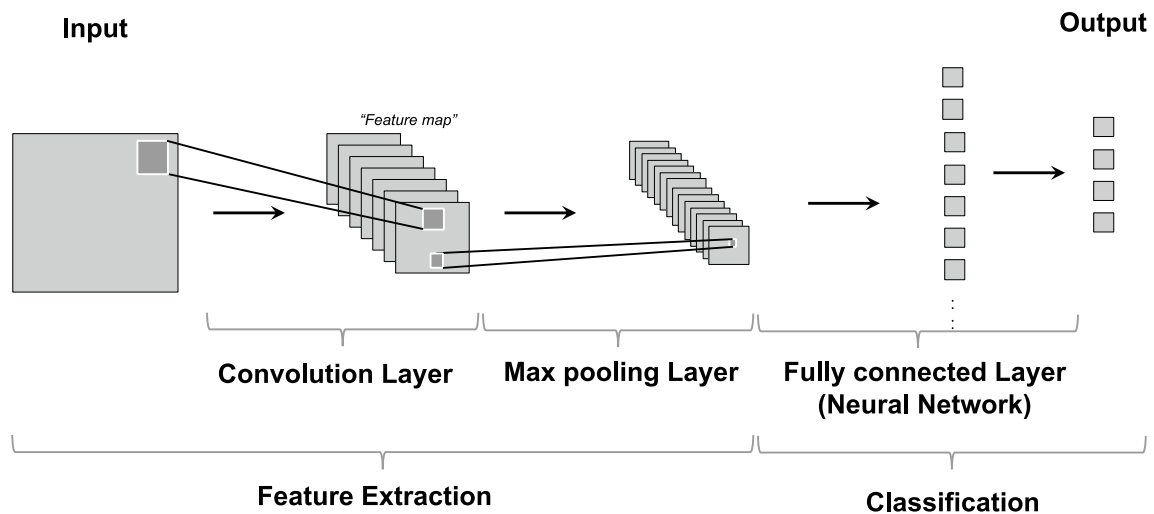 Input
Output
“Feature map”
Convolution Layer
Max pooling Layer
Fully connected Layer
(Neural Network)
Feature Extraction
Classification